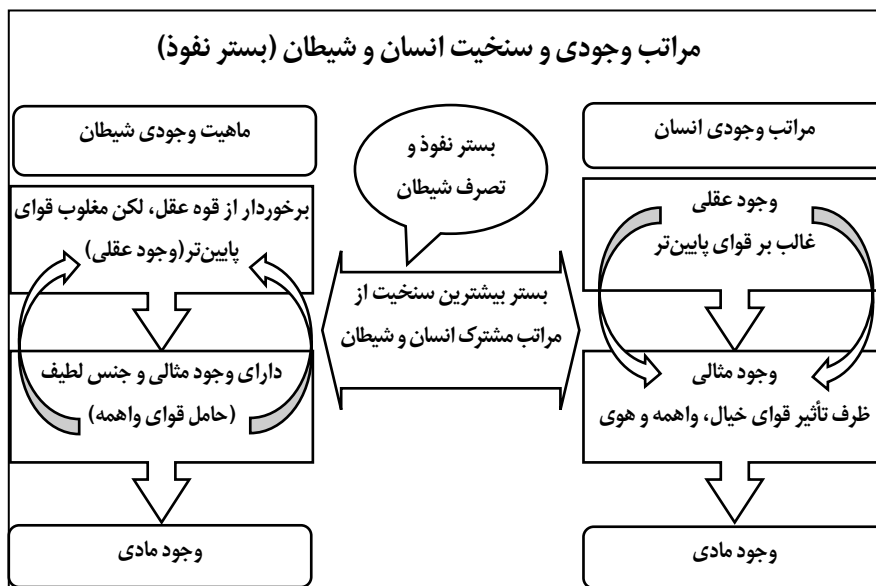 مراتب وجودی و سنخیت انسان و شیطان (بستر نفوذ)
مراتب وجودی انسان
وجود عقلی
غالب بر قوای پایین‌تر
وجود مثالی
ظرف تأثیر قوای خیال، واهمه و هوی
وجود مادی
بستر نفوذ و
تصرف شیطان
بستر بیشترین سنخیت از
مراتب مشترک انسان و شیطان
ماهیت وجودی شیطان
برخوردار از قوه عقل، لکن مغلوب قوای
پایین‌تر(وجود عقلی)
دارای وجود مثالی و جنس لطیف
(حامل قوای واهمه)
وجود مادی